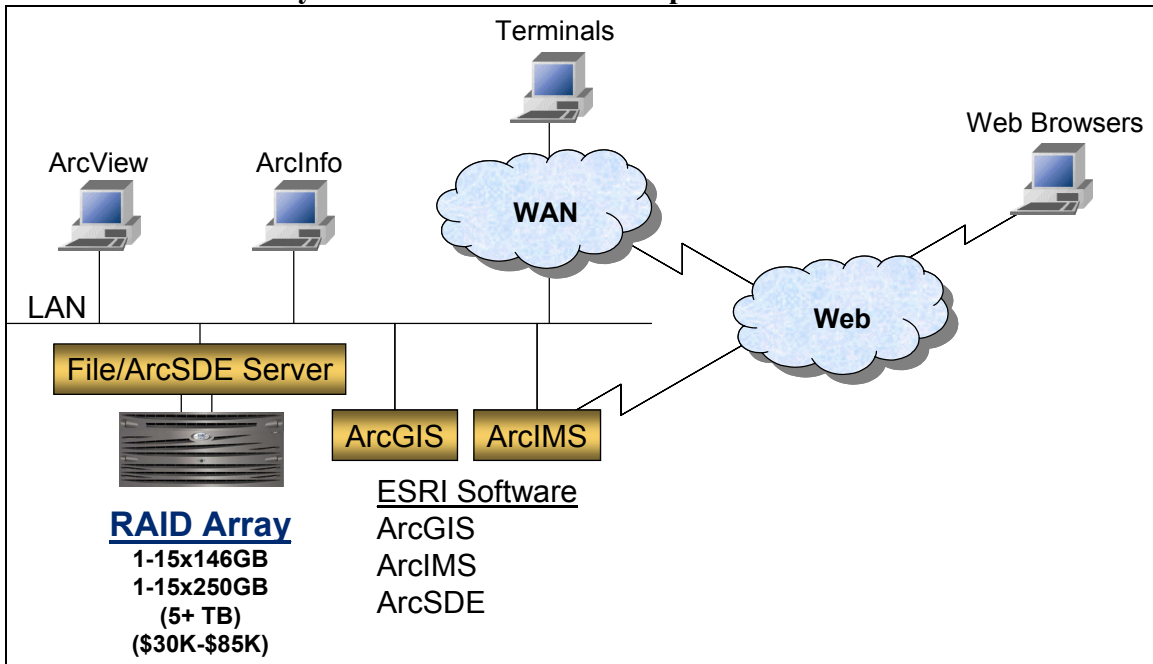 Terminals
Web Browsers
ArcView
ArcInfo
WAN
LAN
Web
File/ArcSDE Server
ArcGIS
ArcIMS
RAID Array
1-15x146GB
1-15x250GB
(5+ TB)
($30K-$85K)
ESRI Software
ArcGIS
ArcIMS
ArcSDE